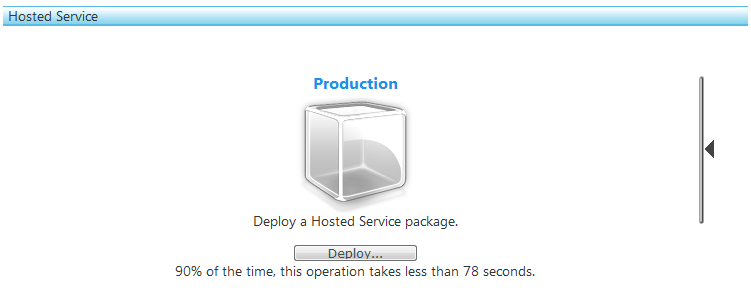 Hosted Service
Production
Deploy a Hosted Service package.
Deploy...
90% of the time, this operation takes less than 78 seconds.